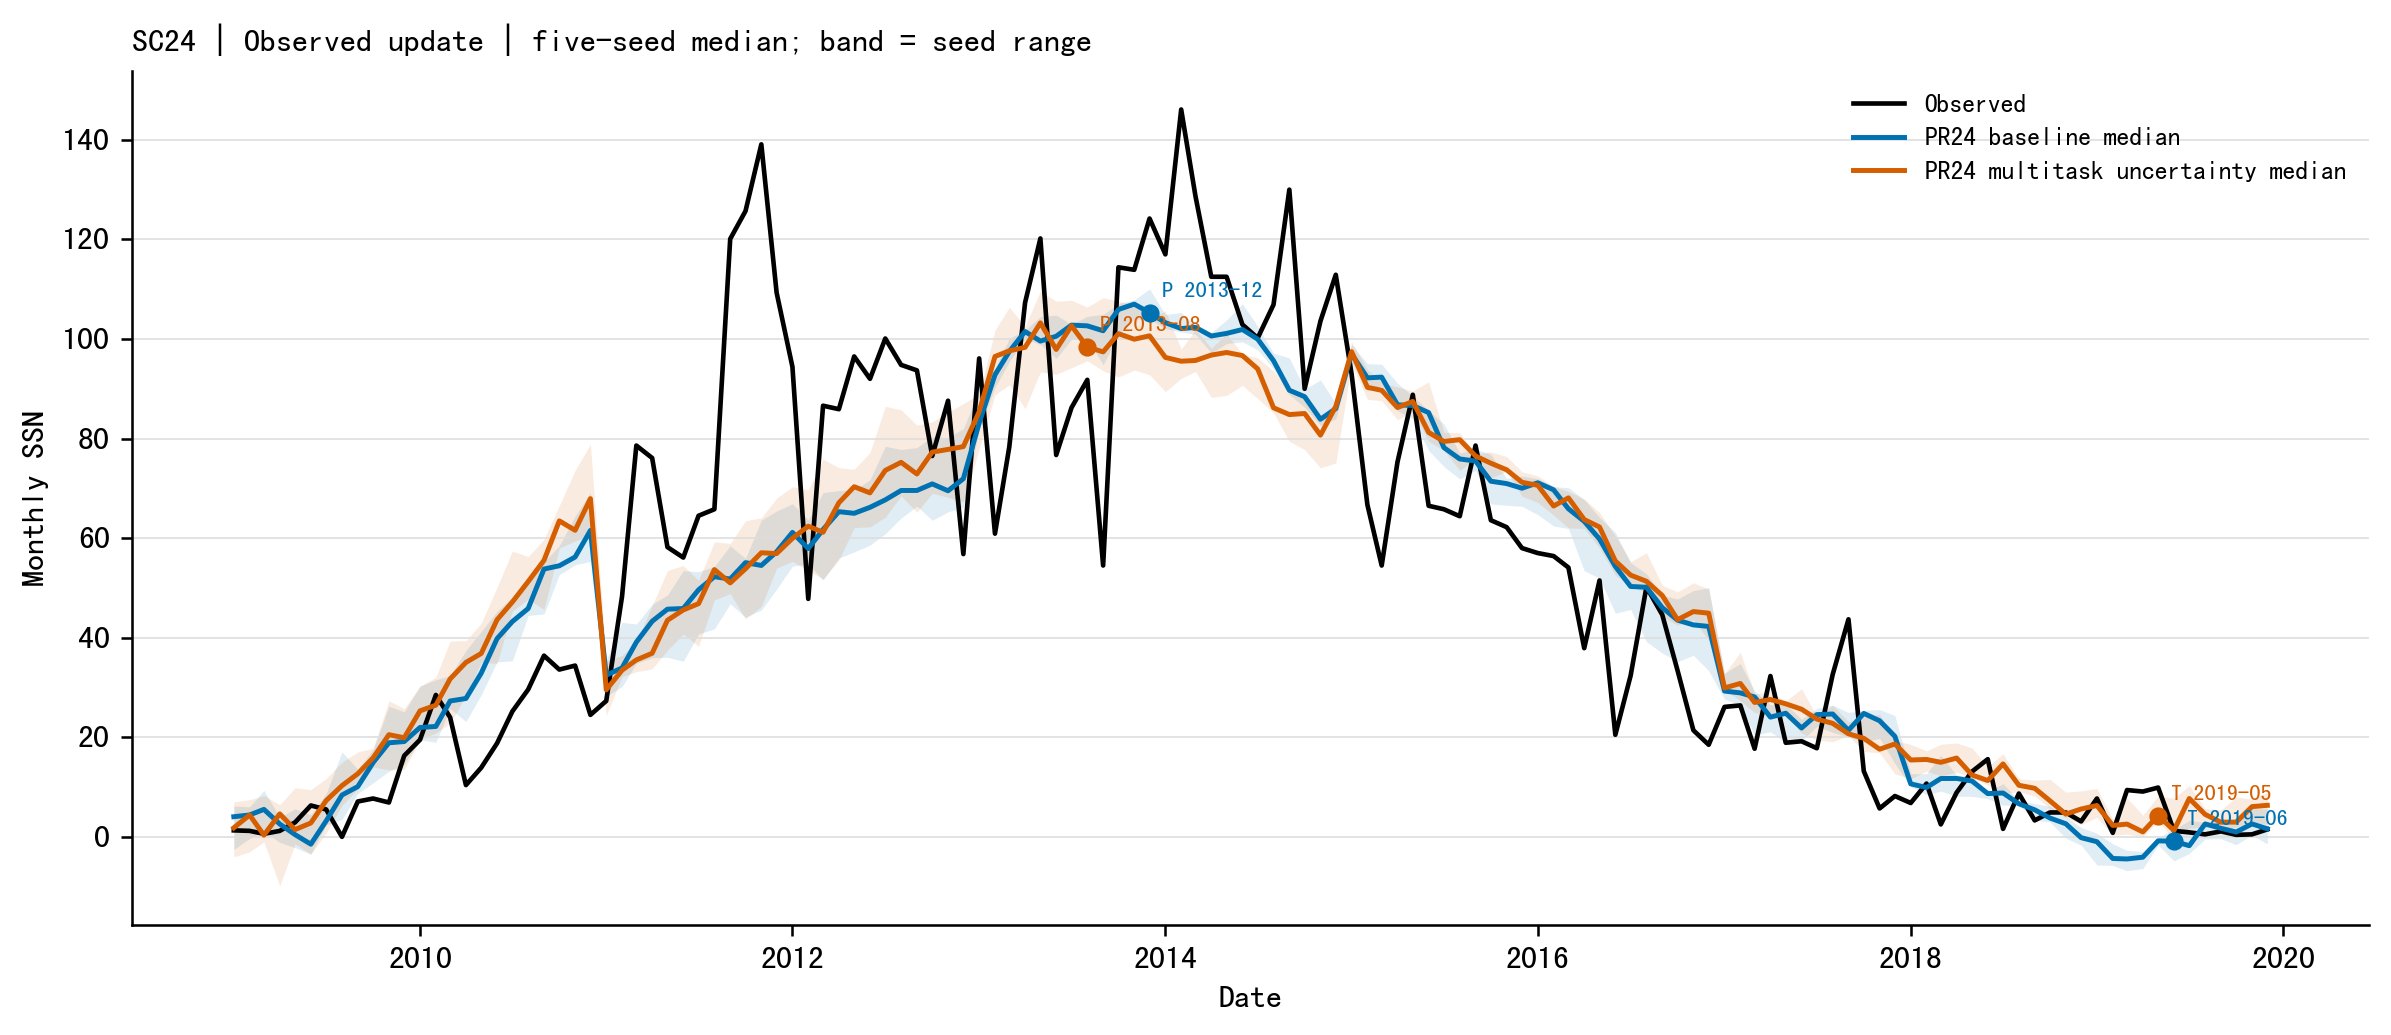 SC24 | Observed update | five-seed median; band = seed range
Observed
PR24 baseline median
PR24 multitask uncertainty median
Monthly SSN
140
120
100
80
60
40
20
0
P 2013-12
P 2013-08
T 2019-05
T 2019-06
2010
2012
2014
2016
2018
2020
Date